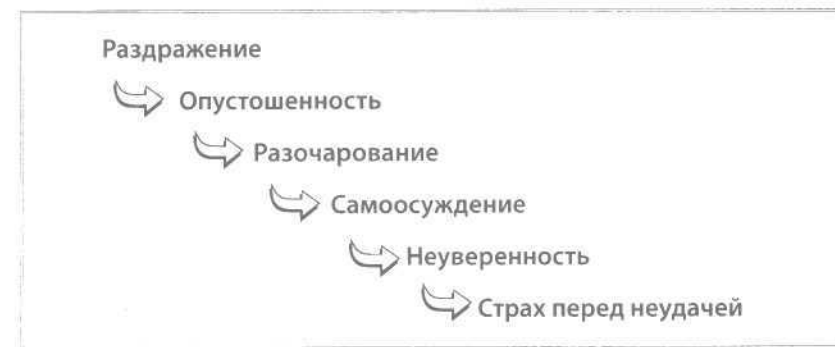 Раздражение
Опустошенность
Разочарование
Самоосуждение
Неуверенность
Страх перед неудачей